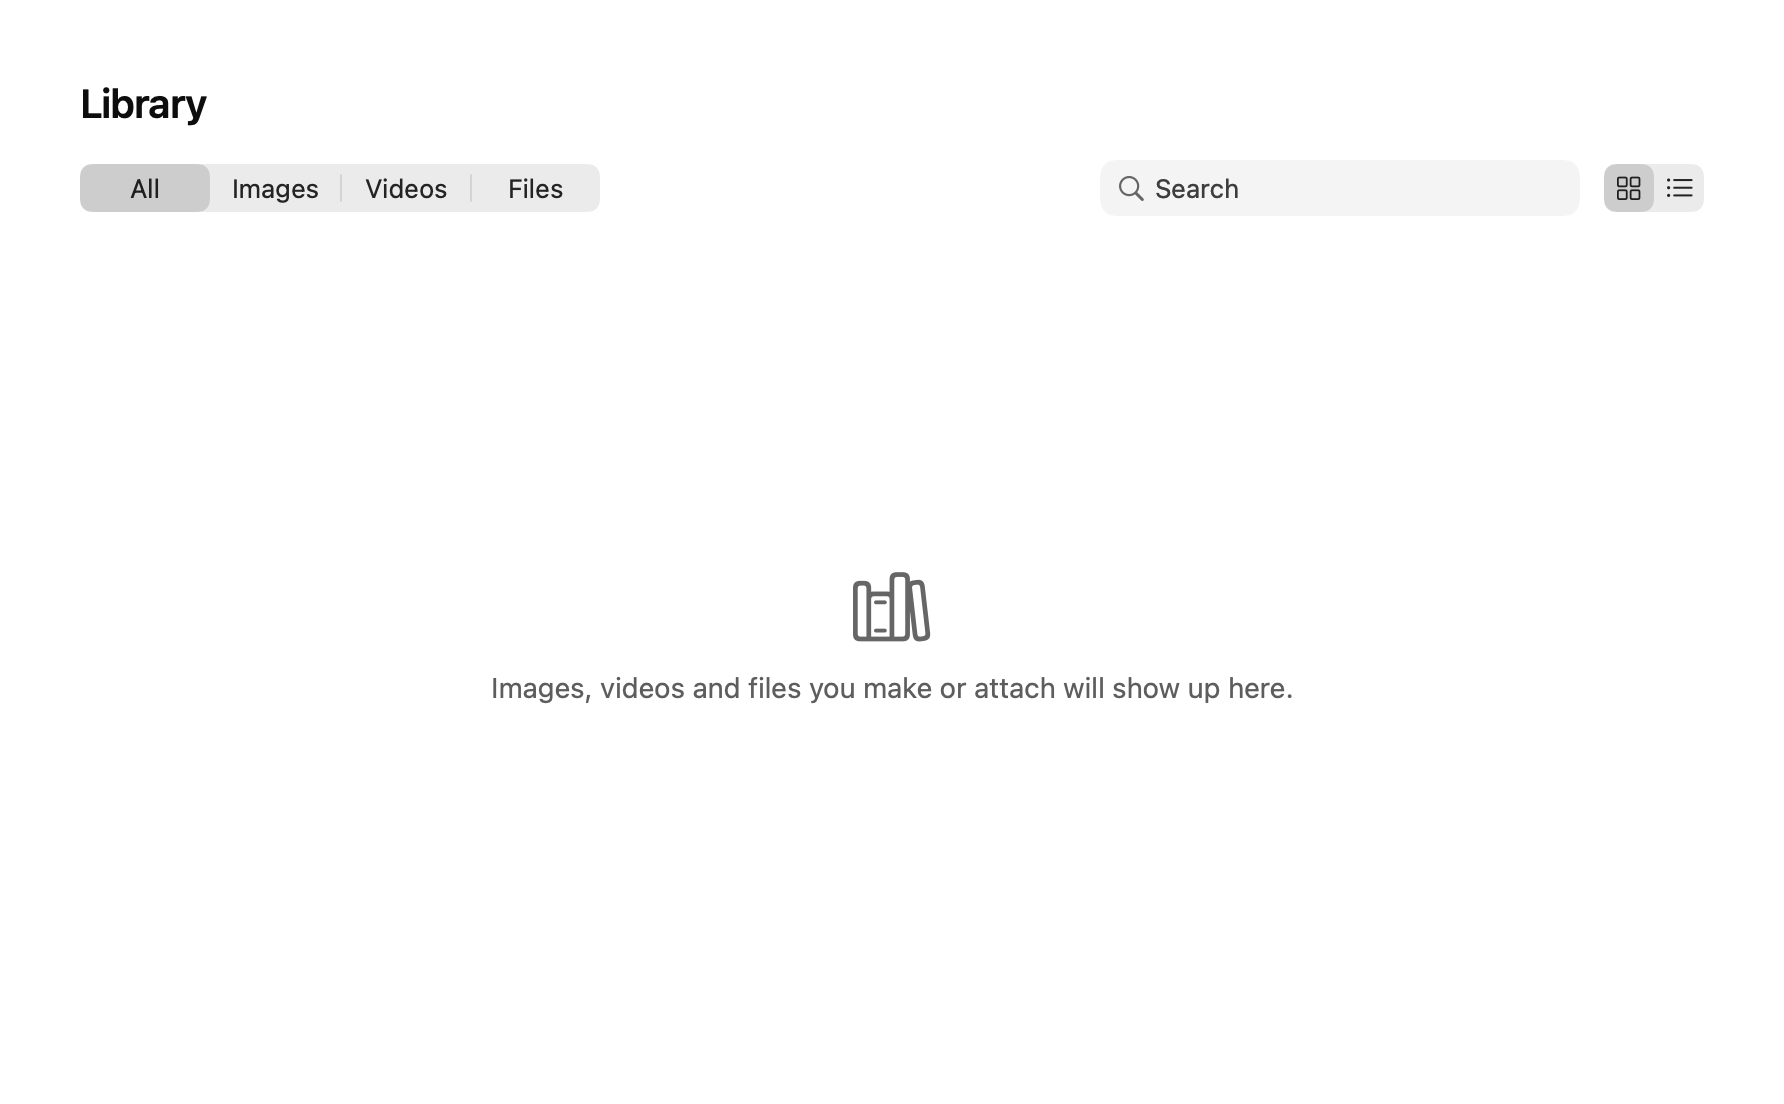 Library
All
Images
Videos
Files
Search
Images, videos and files you make or attach will show up here.